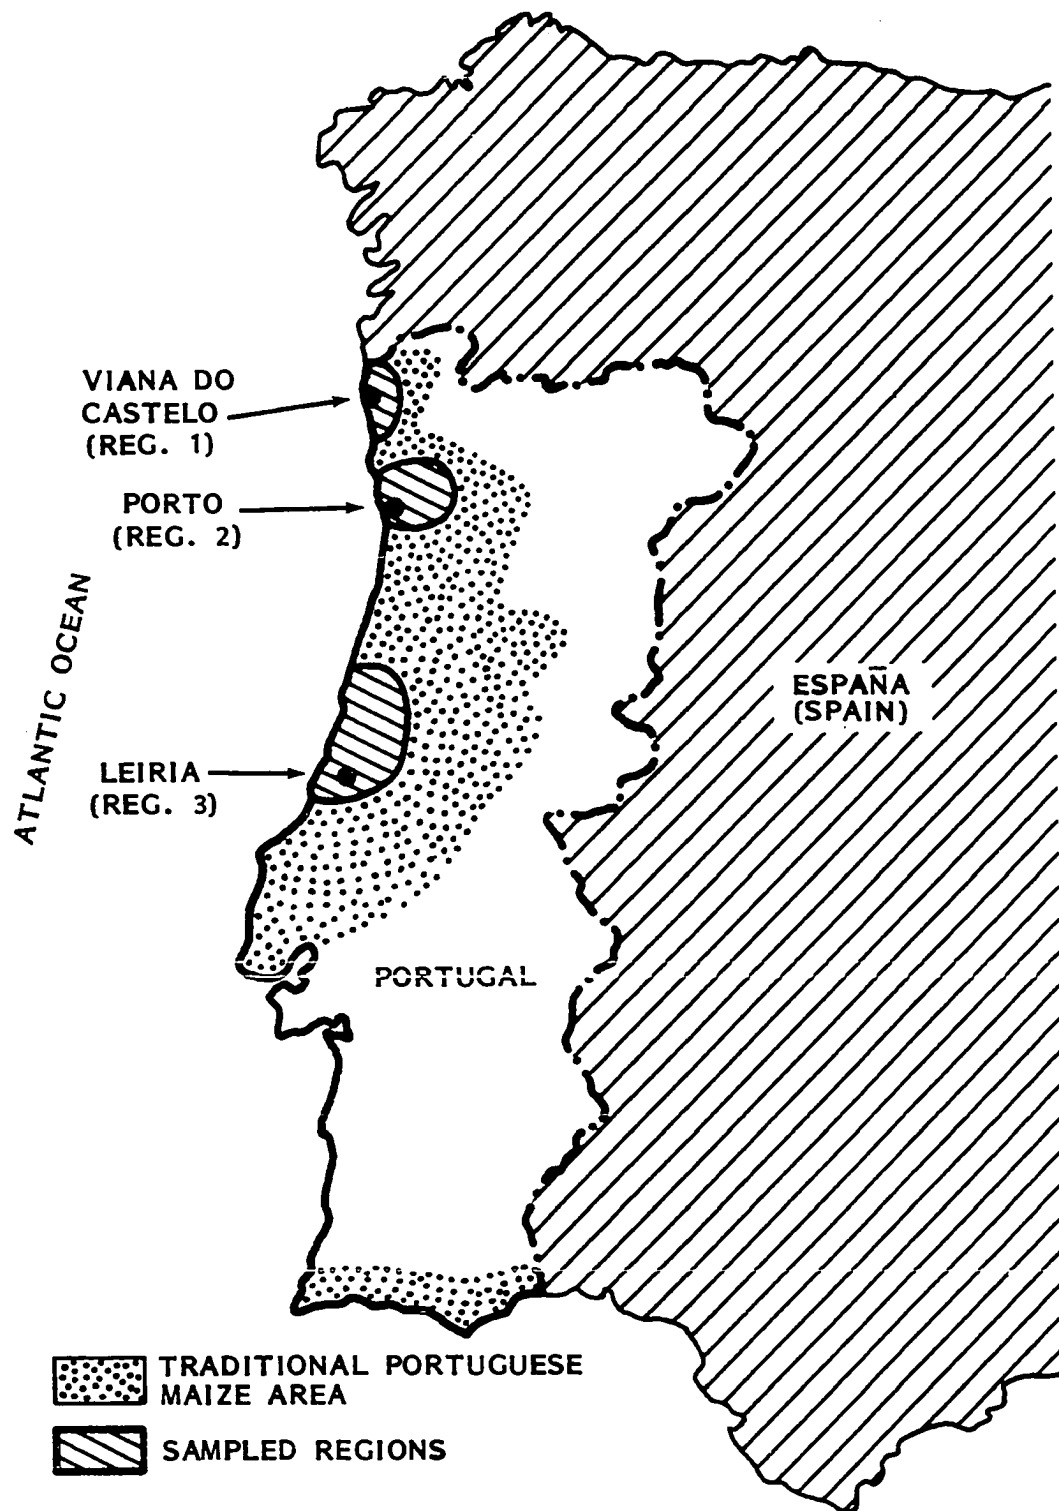 VIANA DO
CASTELO
(REG. 1)
PORTO
(REG. 2)
ATLANTIC OCEAN
ESPAÑA
(SPAIN)
LEIRIA
(REG. 3)
PORTUGAL
TRADITIONAL PORTUGUESE
MAIZE AREA
SAMPLED REGIONS